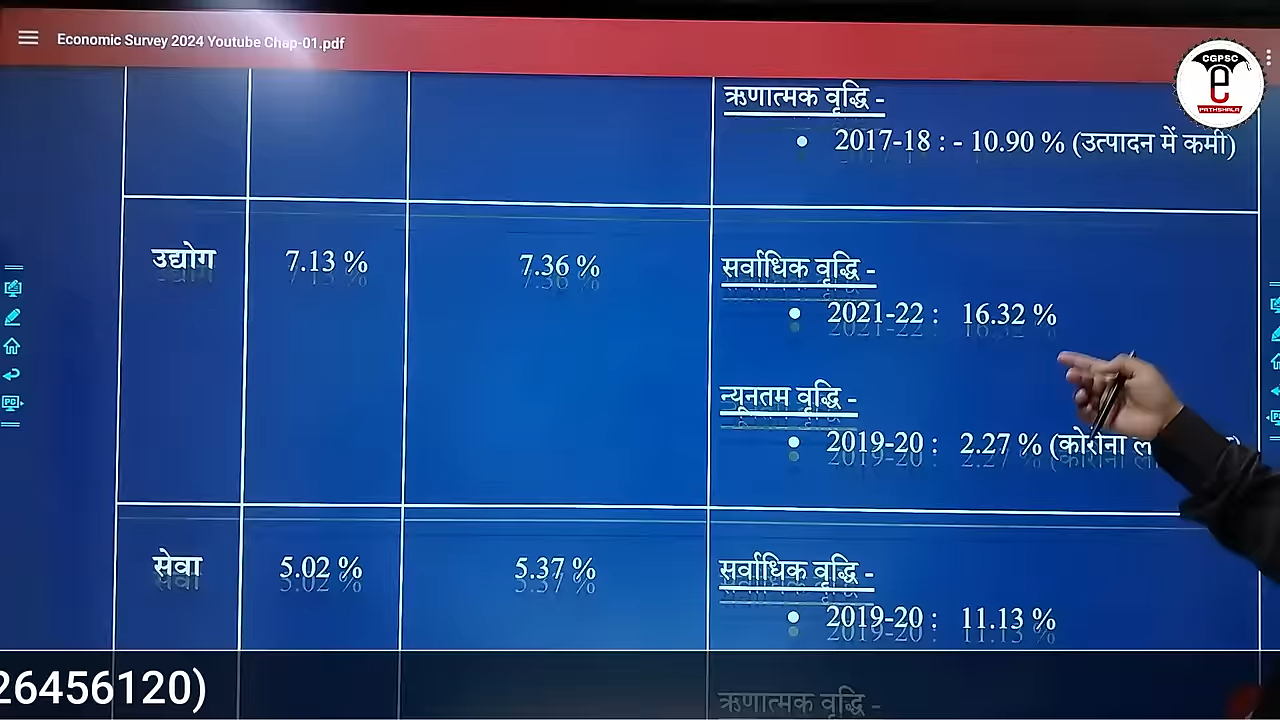 Economic Survey 2024 Youtube Chap-01.pdf
CGPSC
e
PATHSHALA
ऋणात्मक वृद्धि -
• 2017-18 : - 10.90 % (उत्पादन में कमी)
उद्योग 7.13 % 7.36 % सर्वाधिक वृद्धि -
• 2021-22 : 16.32 %
न्यूनतम वृद्धि -
• 2019-20 : 2.27 % (कोरोना
सेवा 5.02 % 5.37 % सर्वाधिक वृद्धि -
• 2019-20 : 11.13 %
26456120)
ऋणात्मक वृद्धि -